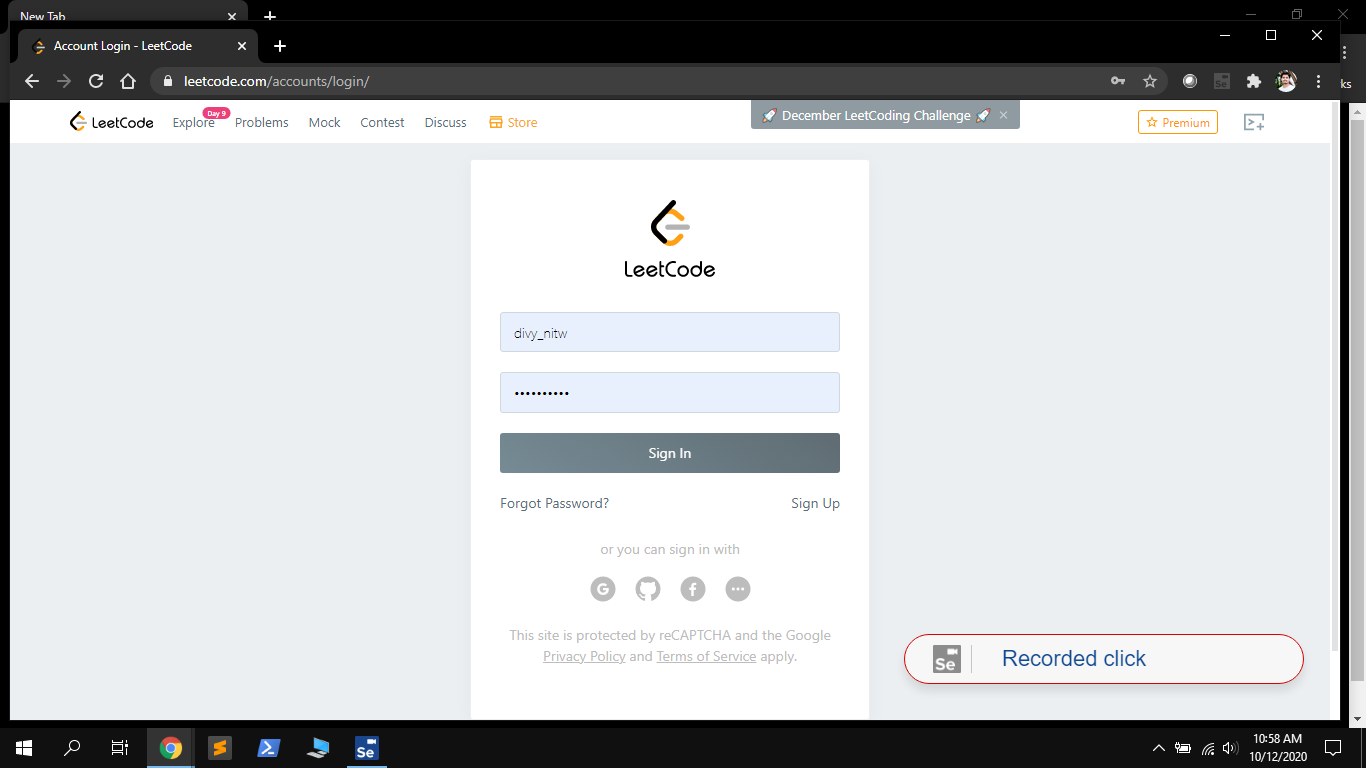 New Tab
Account Login - LeetCode
leetcode.com/accounts/login/
ks
LeetCode Explore Day 9 Problems Mock Contest Discuss Store 🚀 December LeetCoding Challenge 🚀 × Premium
LeetCode
divy_nitw
••••••••••
Sign In
Forgot Password? Sign Up
or you can sign in with
This site is protected by reCAPTCHA and the Google
Privacy Policy and Terms of Service apply.
Se Recorded click
Se
10:58 AM
10/12/2020